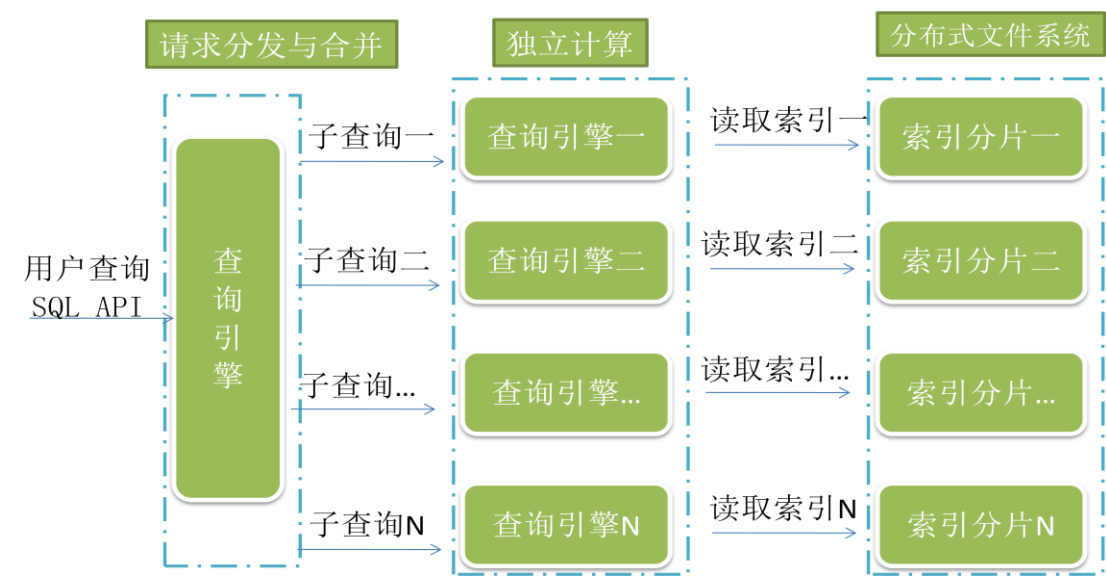 请求分发与合并
独立计算
分布式文件系统
用户查询
SQL API
查
询
引
擎
子查询一
查询引擎一
读取索引一
索引分片一
子查询二
查询引擎二
读取索引二
索引分片二
子查询…
查询引擎…
读取索引…
索引分片…
子查询N
查询引擎N
读取索引N
索引分片N